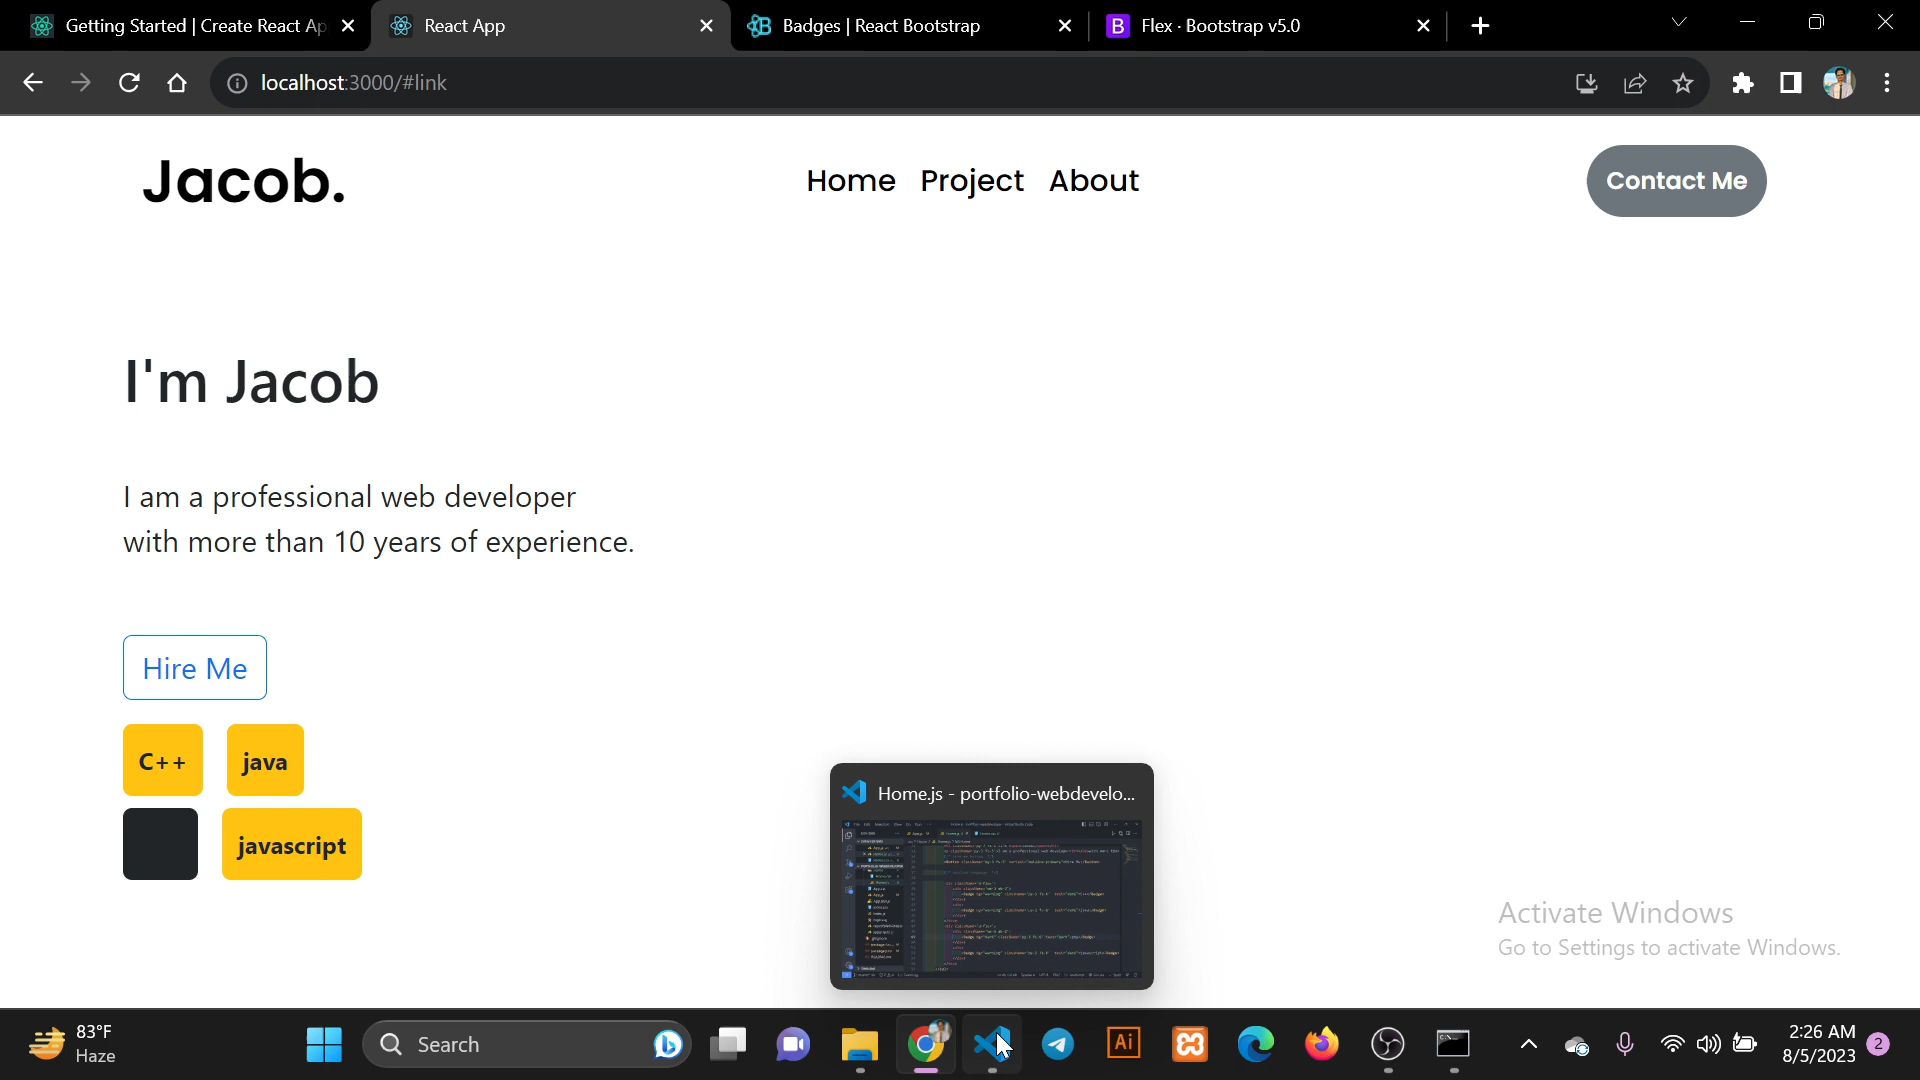 Getting Started | Create React Ap
React App
Badges | React Bootstrap
Flex · Bootstrap v5.0
localhost:3000/#link
Jacob.
Home Project About
Contact Me
I'm Jacob
I am a professional web developer
with more than 10 years of experience.
Hire Me
C++
java
javascript
Home.js - portfolio-webdevelo...
Activate Windows
Go to Settings to activate Windows.
83°F
Haze
Search
Ai
2:26 AM
8/5/2023
2